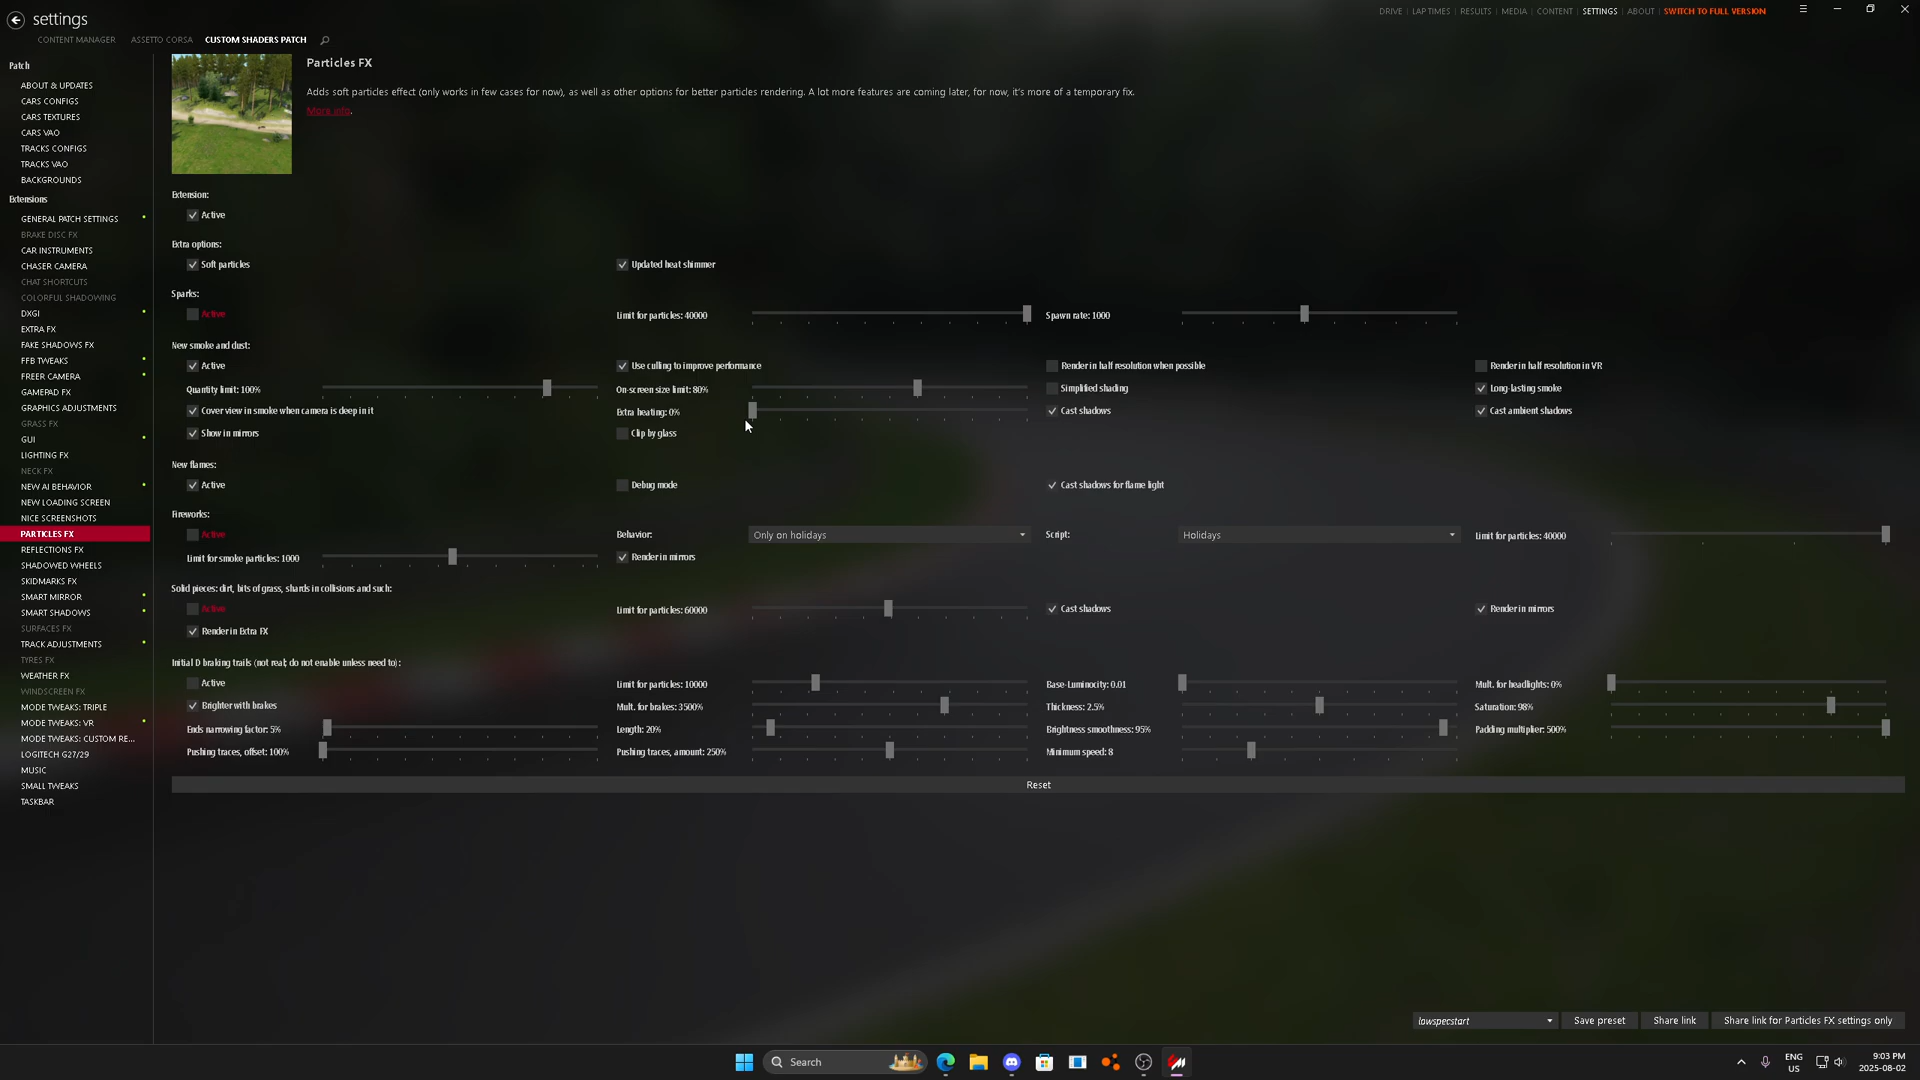 settings
DRIVE | LAP TIMES | RESULTS | MEDIA | CONTENT | SETTINGS | ABOUT | SWITCH TO FULL VERSION
CONTENT MANAGER ASSETTO CORSA CUSTOM SHADERS PATCH
Patch
ABOUT & UPDATES
CARS CONFIGS
CARS TEXTURES
CARS VAO
TRACKS CONFIGS
TRACKS VAO
BACKGROUNDS
Extensions
GENERAL PATCH SETTINGS
BRAKE DISC FX
CAR INSTRUMENTS
CHASER CAMERA
CHAT SHORTCUTS
COLORFUL SHADOWING
DXGI
EXTRA FX
FAKE SHADOWS FX
FFB TWEAKS
FREER CAMERA
GAMEPAD FX
GRAPHICS ADJUSTMENTS
GRASS FX
GUI
LIGHTING FX
NECK FX
NEW AI BEHAVIOR
NEW LOADING SCREEN
NICE SCREENSHOTS
PARTICLES FX
REFLECTIONS FX
SHADOWED WHEELS
SKIDMARKS FX
SMART MIRROR
SMART SHADOWS
SURFACES FX
TRACK ADJUSTMENTS
TYRES FX
WEATHER FX
WINDSCREEN FX
MODE TWEAKS: TRIPLE
MODE TWEAKS: VR
MODE TWEAKS: CUSTOM RE...
LOGITECH G27/29
MUSIC
SMALL TWEAKS
TASKBAR
Particles FX
Adds soft particles effect (only works in few cases for now), as well as other options for better particles rendering. A lot more features are coming later, for now, it's more of a temporary fix.
More info.
Extension:
Active
Extra options:
Soft particles Updated heat shimmer
Sparks:
Active Limit for particles: 40000 Spawn rate: 1000
New smoke and dust:
Active Use culling to improve performance Render in half resolution when possible Render in half resolution in VR
Quantity limit: 100% On-screen size limit: 80% Simplified shading Long-lasting smoke
Cover view in smoke when camera is deep in it Extra heating: 0% Cast shadows Cast ambient shadows
Show in mirrors Clip by glass
New flames:
Active Debug mode Cast shadows for flame light
Fireworks:
Active Behavior: Only on holidays Script: Holidays Limit for particles: 40000
Limit for smoke particles: 1000 Render in mirrors
Solid pieces: dirt, bits of grass, shards in collisions and such:
Active Limit for particles: 60000 Cast shadows Render in mirrors
Render in Extra FX
Initial D braking trails (not real; do not enable unless need to):
Active Limit for particles: 10000 Base-Luminocity: 0.01 Mult. for headlights: 0%
Brighter with brakes Mult. for brakes: 3500% Thickness: 2.5% Saturation: 98%
Ends narrowing factor: 5% Length: 20% Brightness smoothness: 95% Padding multiplier: 500%
Pushing traces, offset: 100% Pushing traces, amount: 250% Minimum speed: 8
Reset
lowspecstart Save preset Share link Share link for Particles FX settings only
Search
ENG
US
9:03 PM
2025-08-02